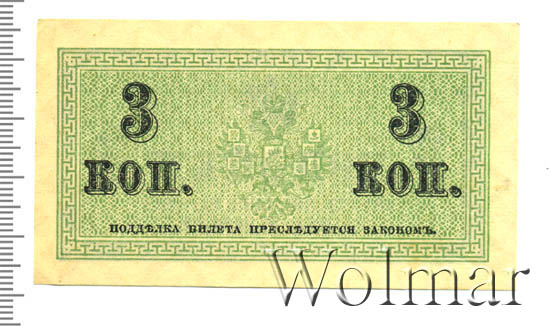 3 3
КОП. КОП.
ПОДДѢЛКА БИЛЕТА ПРЕСЛѢДУЕТСЯ ЗАКОНОМЪ.
Wolmar